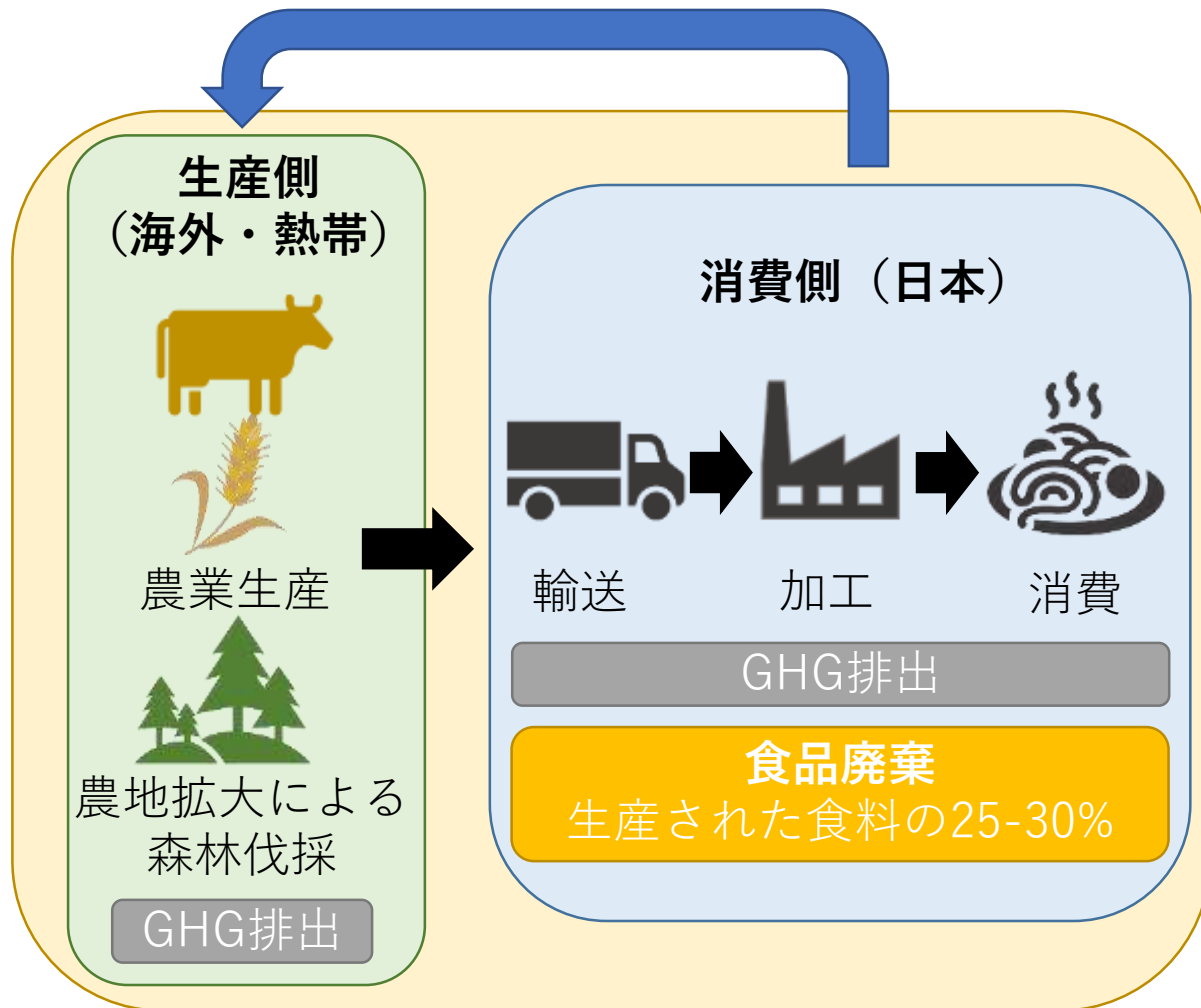 生産側
（海外・熱帯）
農業生産
農地拡大による
森林伐採
GHG排出
消費側（日本）
輸送
加工
消費
GHG排出
食品廃棄
生産された食料の25-30%